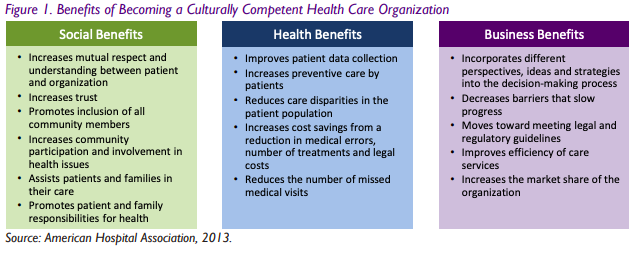 Figure 1. Benefits of Becoming a Culturally Competent Health Care Organization
Social Benefits
• Increases mutual respect and
understanding between patient
and organization
• Increases trust
• Promotes inclusion of all
community members
• Increases community
participation and involvement in
health issues
• Assists patients and families in
their care
• Promotes patient and family
responsibilities for health
Health Benefits
• Improves patient data collection
• Increases preventive care by
patients
• Reduces care disparities in the
patient population
• Increases cost savings from a
reduction in medical errors,
number of treatments and legal
costs
• Reduces the number of missed
medical visits
Business Benefits
• Incorporates different
perspectives, ideas and strategies
into the decision-making process
• Decreases barriers that slow
progress
• Moves toward meeting legal and
regulatory guidelines
• Improves efficiency of care
services
• Increases the market share of the
organization
Source: American Hospital Association, 2013.